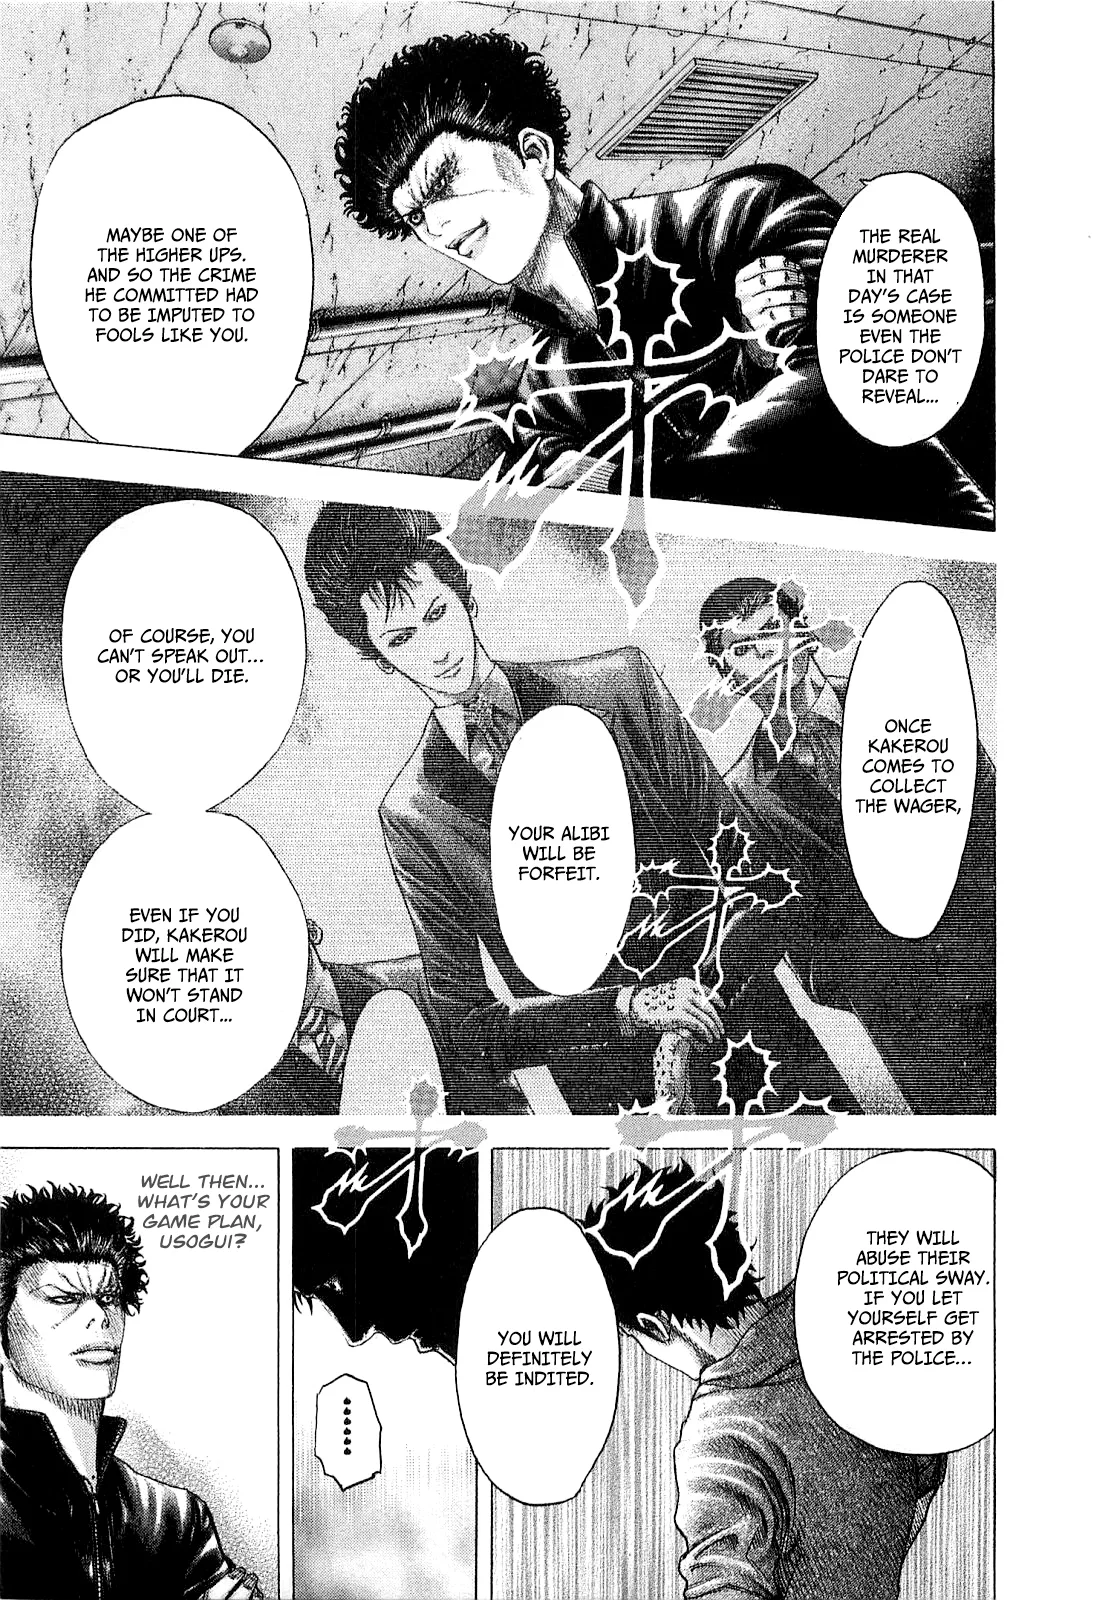 THE REAL
MURDERER
IN THAT
DAY'S CASE
IS SOMEONE
EVEN THE
POLICE DON'T
DARE TO
REVEAL...
MAYBE ONE OF
THE HIGHER UPS.
AND SO THE CRIME
HE COMMITTED HAD
TO BE IMPUTED TO
FOOLS LIKE YOU.
ONCE
KAKEROU
COMES TO
COLLECT
THE WAGER,
YOUR ALIBI
WILL BE
FORFEIT.
OF COURSE, YOU
CAN'T SPEAK OUT...
OR YOU'LL DIE.
EVEN IF YOU
DID, KAKEROU
WILL MAKE
SURE THAT IT
WON'T STAND
IN COURT...
THEY WILL
ABUSE THEIR
POLITICAL SWAY.
IF YOU LET
YOURSELF GET
ARRESTED BY
THE POLICE...
YOU WILL
DEFINITELY
BE INDITED.
......
WELL THEN...
WHAT'S YOUR
GAME PLAN,
USOGUI?